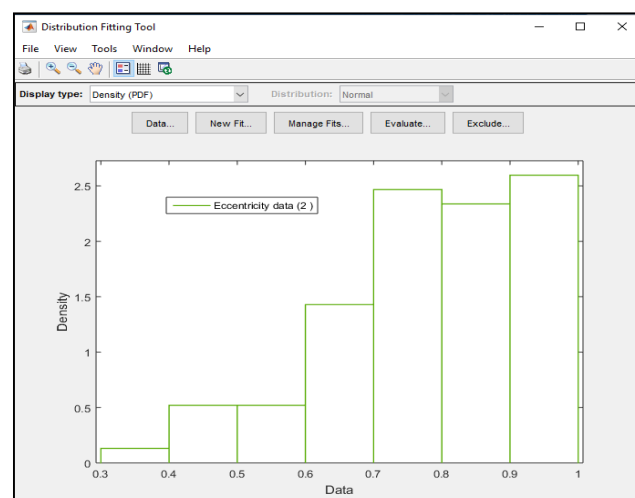 Distribution Fitting Tool
File View Tools Window Help
Display type: Density (PDF) Distribution: Normal
Data... New Fit... Manage Fits... Evaluate... Exclude...
Eccentricity data (2 )
2.5
2
1.5
1
0.5
0
Density
0.3 0.4 0.5 0.6 0.7 0.8 0.9 1
Data